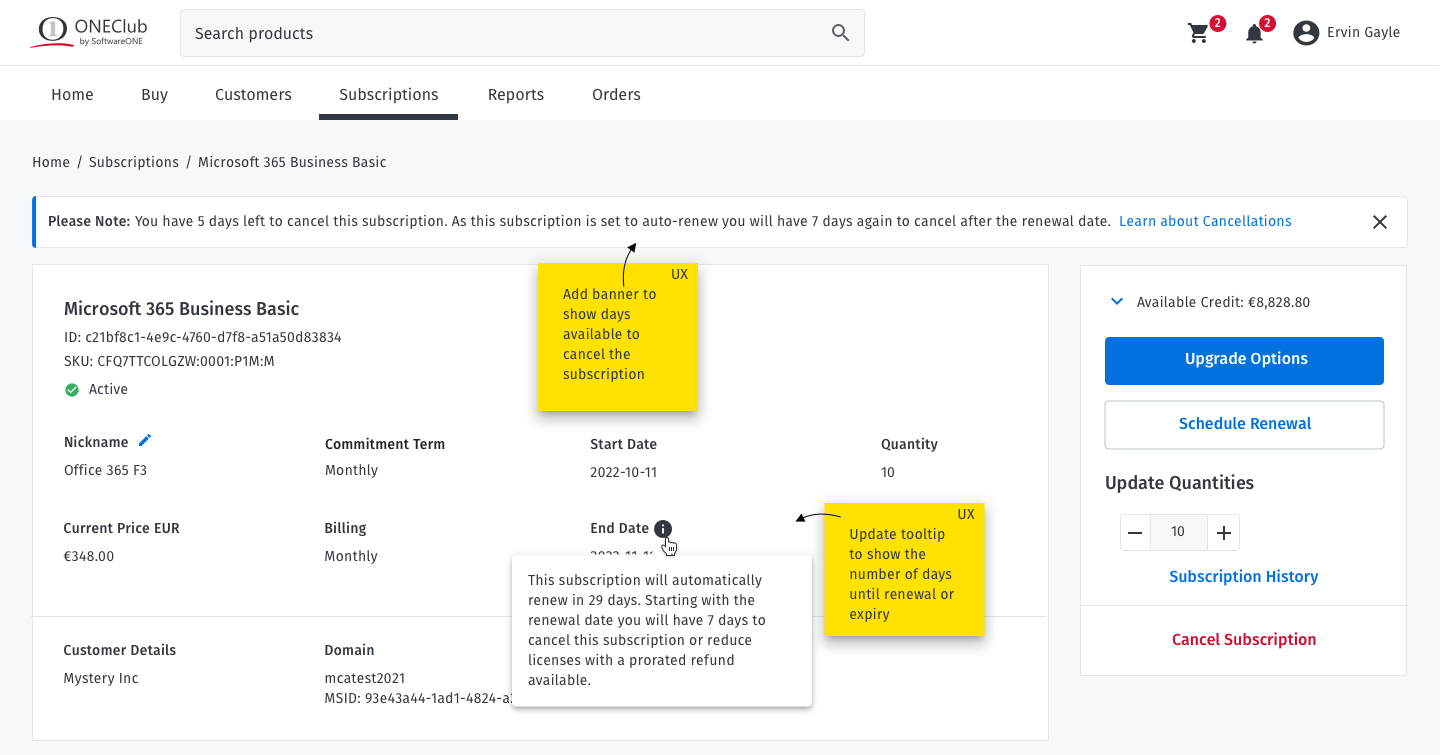 ONEClub
by SoftwareONE
Search products
2
2
Ervin Gayle
Home
Buy
Customers
Subscriptions
Reports
Orders
Home / Subscriptions / Microsoft 365 Business Basic
Please Note: You have 5 days left to cancel this subscription. As this subscription is set to auto-renew you will have 7 days again to cancel after the renewal date. Learn about Cancellations
UX
Add banner to
show days
available to
cancel the
subscription
Microsoft 365 Business Basic
ID: c21bf8c1-4e9c-4760-d7f8-a51a50d83834
SKU: CFQ7TTCOLGZW:0001:P1M:M
Active
Nickname
Office 365 F3
Commitment Term
Monthly
Start Date
2022-10-11
Quantity
10
Current Price EUR
€348.00
Billing
Monthly
End Date
UX
Update tooltip
to show the
number of days
until renewal or
expiry
This subscription will automatically
renew in 29 days. Starting with the
renewal date you will have 7 days to
cancel this subscription or reduce
licenses with a prorated refund
available.
Customer Details
Mystery Inc
Domain
mcatest2021
MSID: 93e43a44-1ad1-4824-a
Available Credit: €8,828.80
Upgrade Options
Schedule Renewal
Update Quantities
10
Subscription History
Cancel Subscription